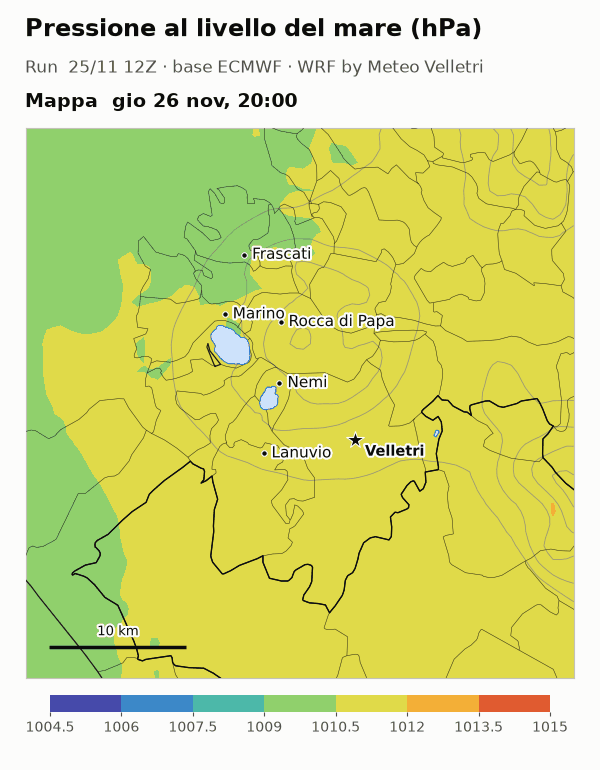 Pressione al livello del mare (hPa)
Run  25/11 12Z · base ECMWF · WRF by Meteo Velletri
Mappa  gio 26 nov, 20:00
Frascati
Marino
Rocca di Papa
Nemi
Velletri
Lanuvio
10 km
1004.5 1006 1007.5 1009 1010.5 1012 1013.5 1015